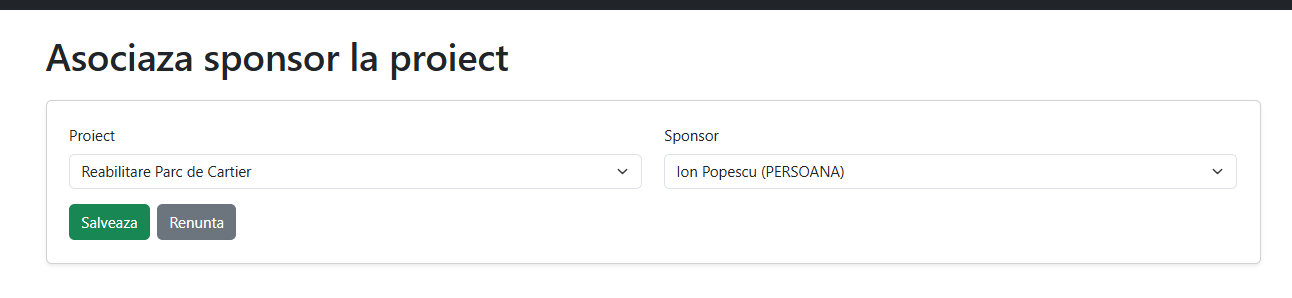 Asociaza sponsor la proiect
Proiect
Sponsor
Reabilitare Parc de Cartier
Ion Popescu (PERSOANA)
Salveaza
Renunta